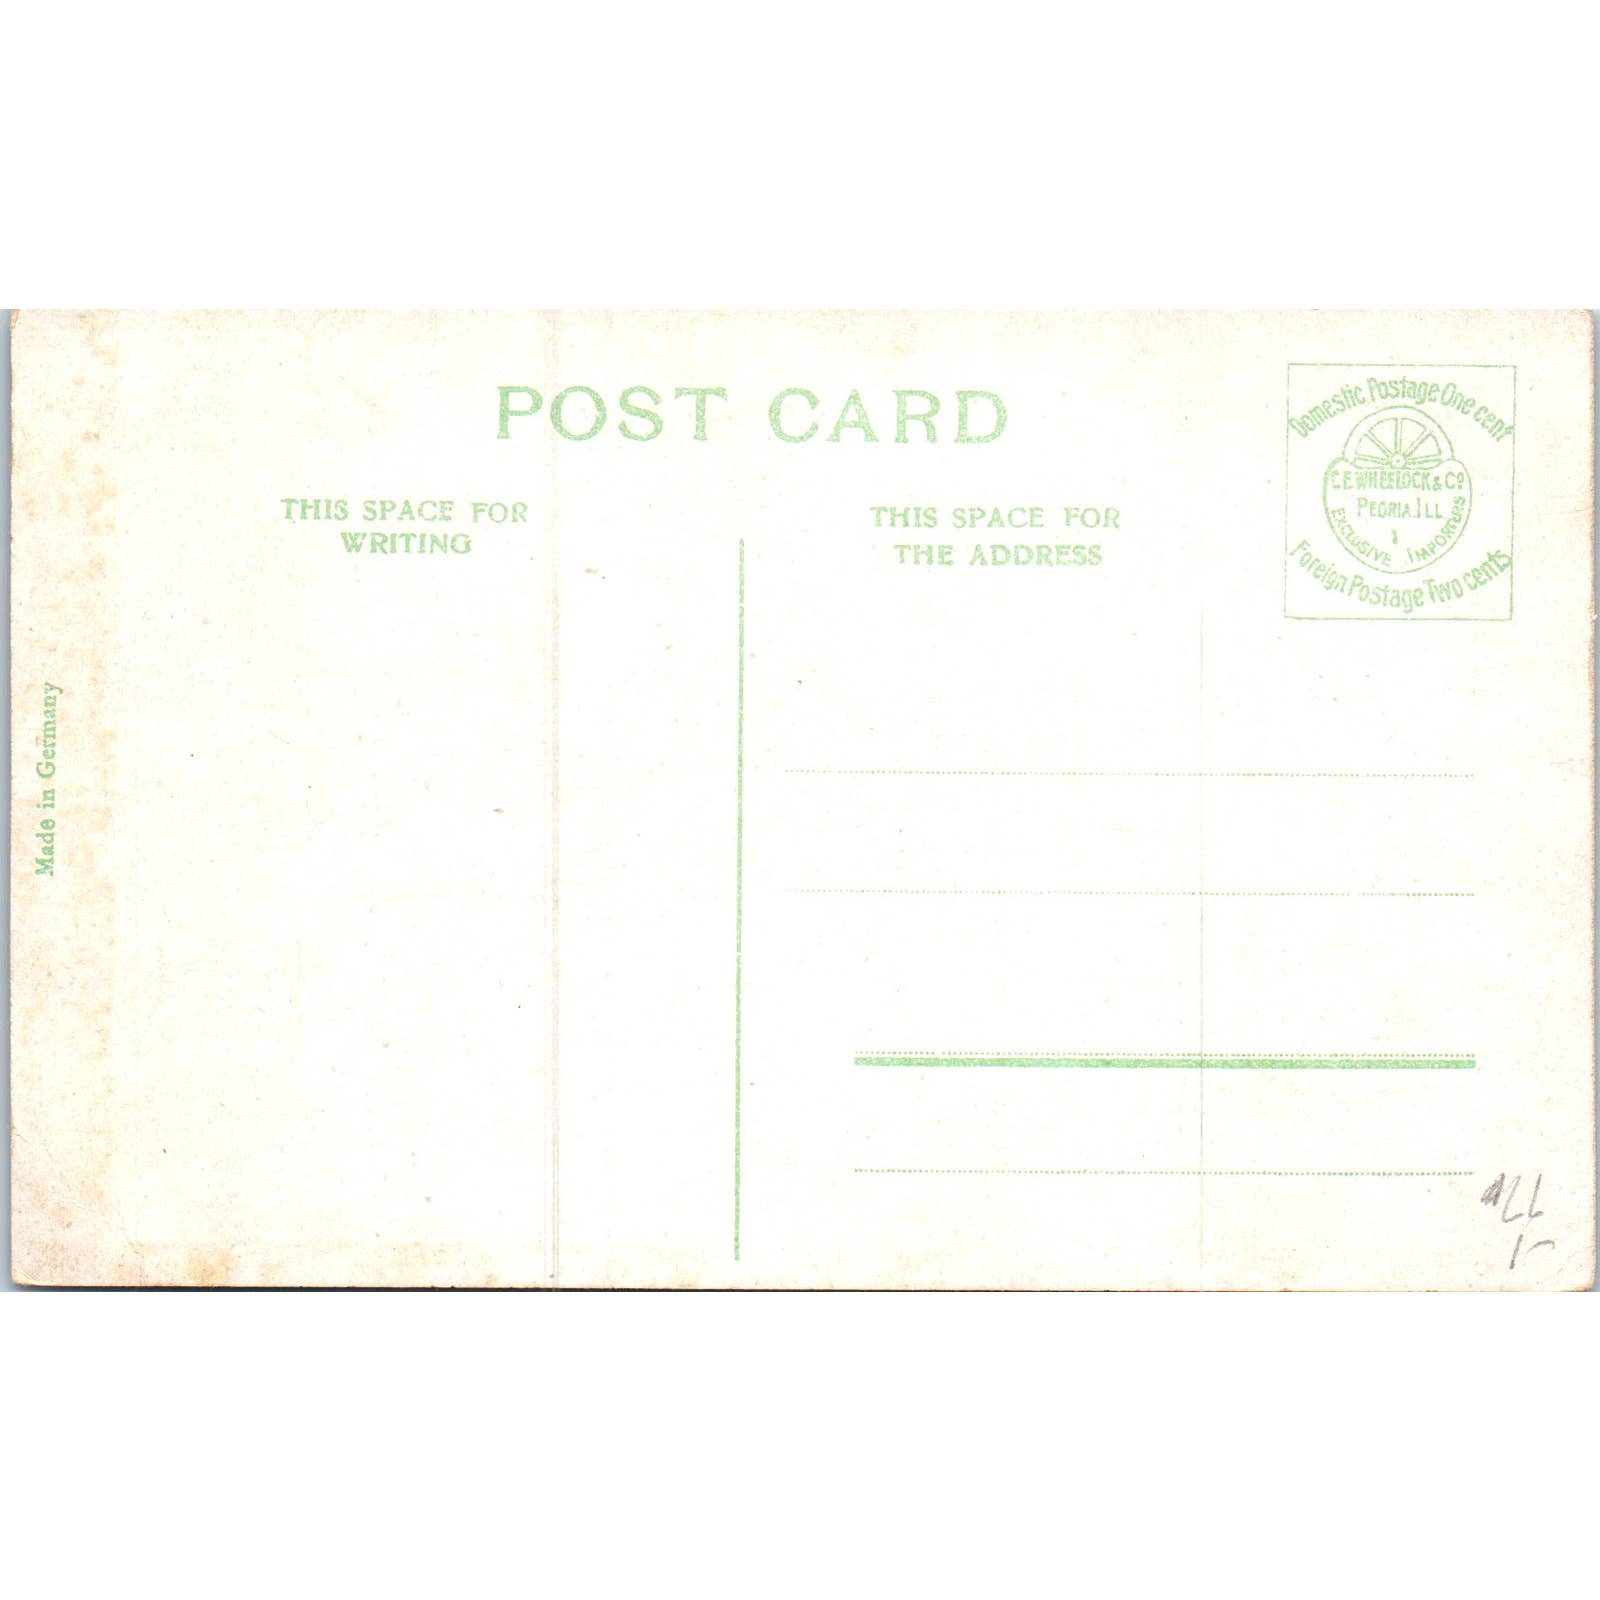 POST CARD
Domestic Postage One cent
C.E. WHEELOCK & Co
PEORIA. ILL
EXCLUSIVE IMPORTERS
Foreign Postage Two cents
THIS SPACE FOR
WRITING
THIS SPACE FOR
THE ADDRESS
Made in Germany